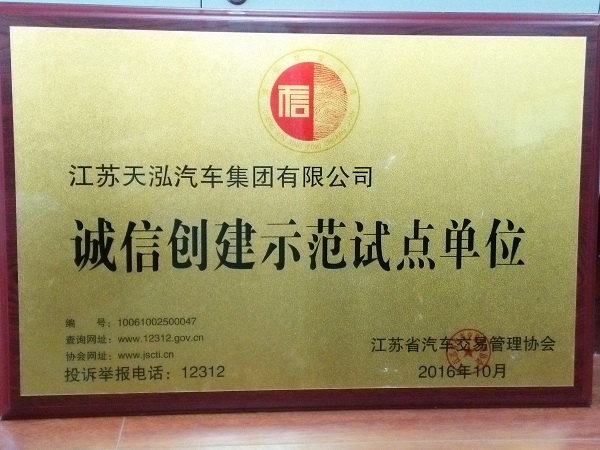 信
江苏天泓汽车集团有限公司
诚信创建示范试点单位
编　号：10061002500047
查询网址：www.12312.gov.cn
协会网址：www.jscti.cn
投诉举报电话：12312
江苏省汽车交易管理协会
2016年10月